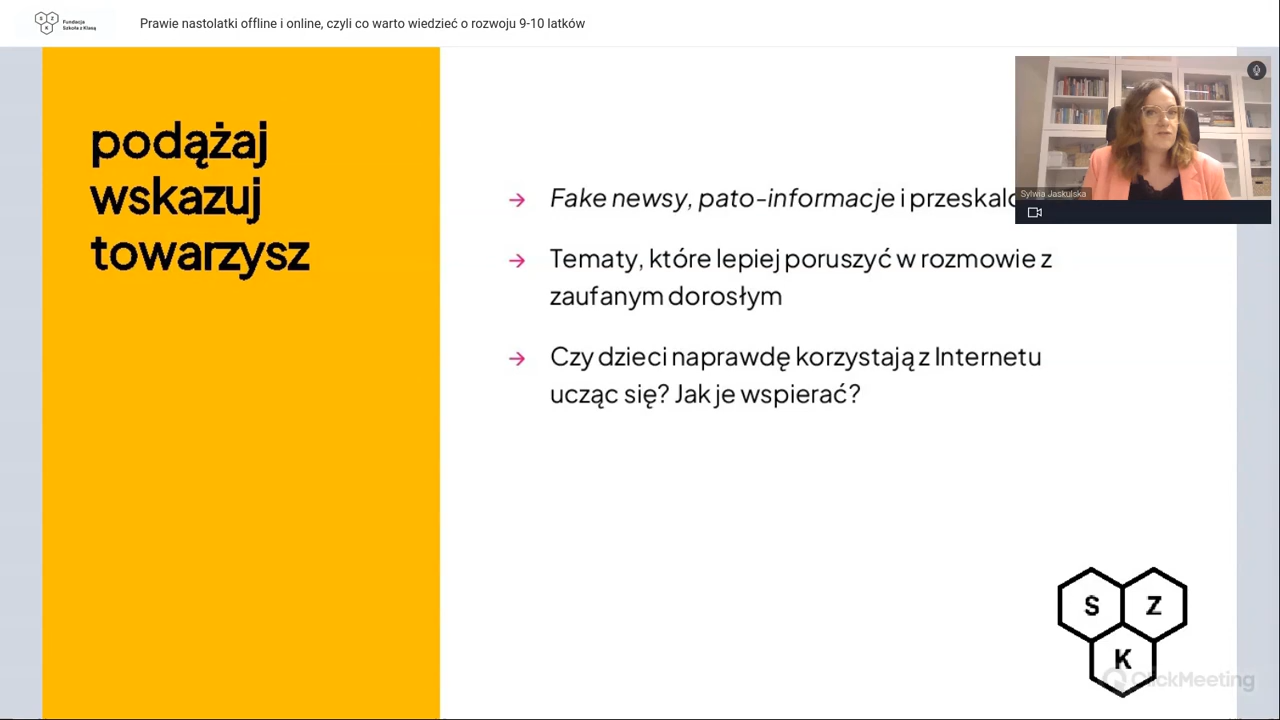 S Z K
Fundacja
Szkoła z Klasą
Prawie nastolatki offline i online, czyli co warto wiedzieć o rozwoju 9-10 latków
podążaj
wskazuj
towarzysz
→ Fake newsy, pato-informacje i
→ Tematy, które lepiej poruszyć w rozmowie z
zaufanym dorosłym
→ Czy dzieci naprawdę korzystają z Internetu
ucząc się? Jak je wspierać?
Sylwia Jaskulska
S Z
K
ClickMeeting